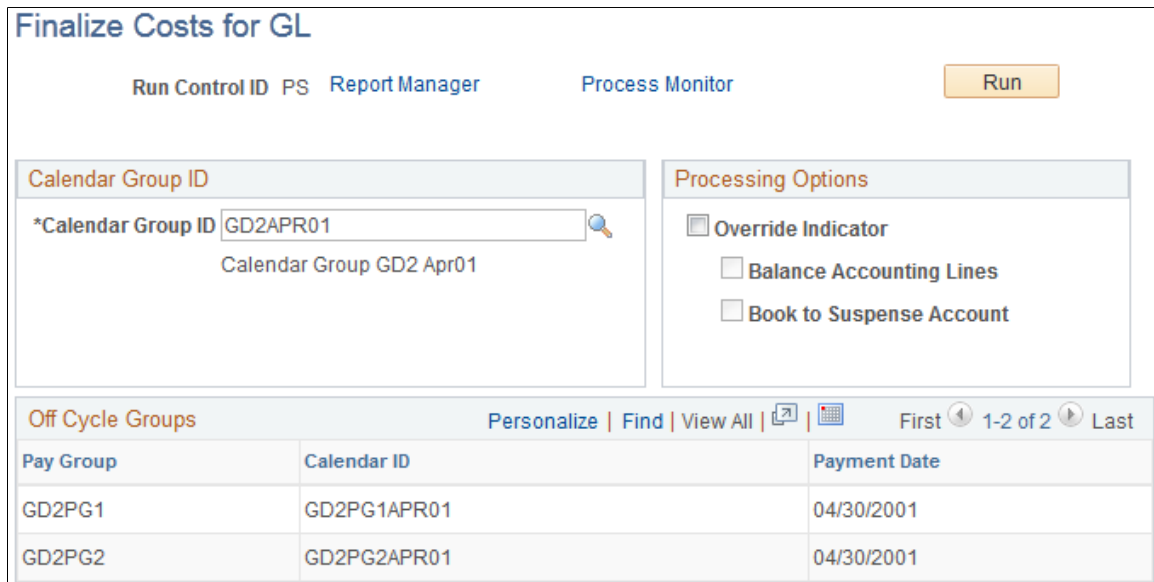 Finalize Costs for GL
Run Control ID PS Report Manager Process Monitor Run
Calendar Group ID
*Calendar Group ID GD2APR01
Calendar Group GD2 Apr01
Processing Options
Override Indicator
Balance Accounting Lines
Book to Suspense Account
Off Cycle Groups Personalize | Find | View All | | First 1-2 of 2 Last
Pay Group Calendar ID Payment Date
GD2PG1 GD2PG1APR01 04/30/2001
GD2PG2 GD2PG2APR01 04/30/2001